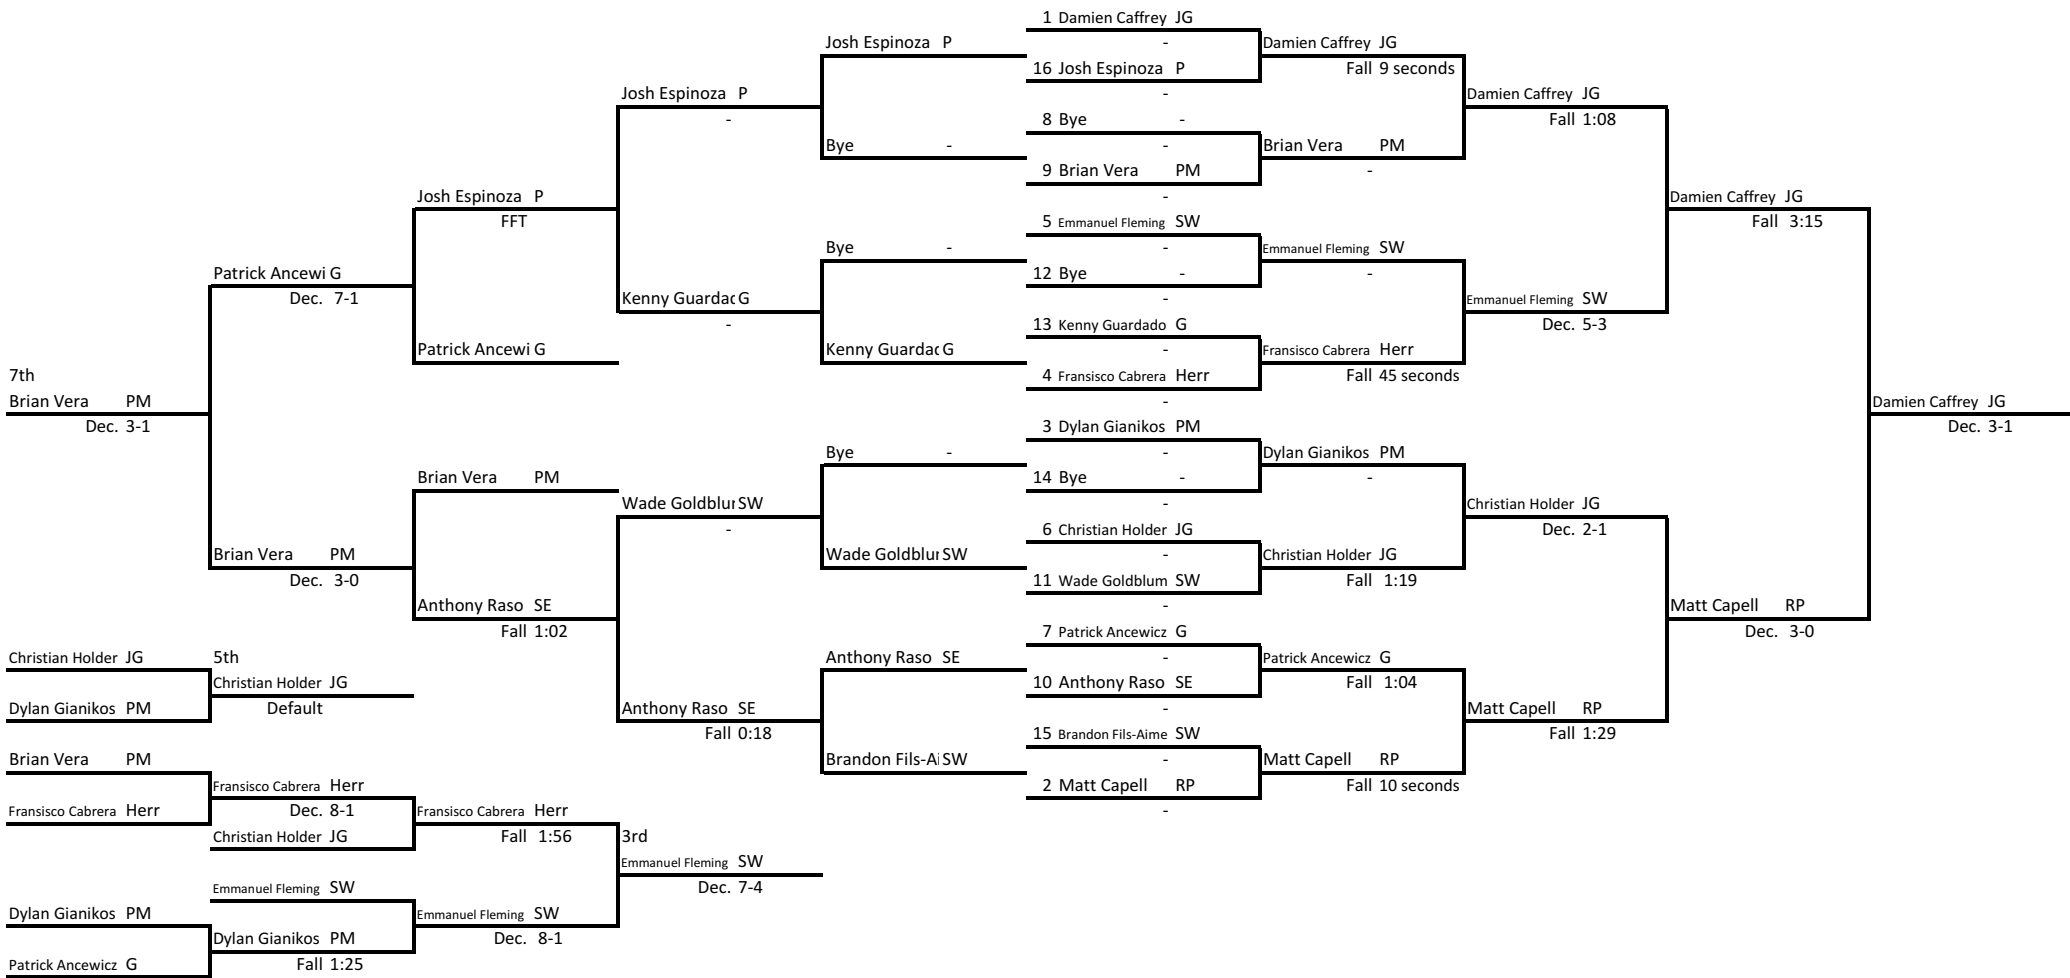 1 Damien Caffrey JG
Josh Espinoza P - Damien Caffrey JG
16 Josh Espinoza P Fall 9 seconds
Josh Espinoza P - Damien Caffrey JG
- 8 Bye - Fall 1:08
Bye - - Brian Vera PM
9 Brian Vera PM -
Josh Espinoza P - Damien Caffrey JG
FFT 5 Emmanuel Fleming SW Fall 3:15
Bye - - Emmanuel Fleming SW
Patrick Ancewi G 12 Bye - -
Dec. 7-1 Kenny Guardac G - Emmanuel Fleming SW
- 13 Kenny Guardado G Dec. 5-3
Patrick Ancewi G Kenny Guardac G - Fransisco Cabrera Herr
7th 4 Fransisco Cabrera Herr Fall 45 seconds
Brian Vera PM - Damien Caffrey JG
Dec. 3-1 3 Dylan Gianikos PM Dec. 3-1
Bye - - Dylan Gianikos PM
Brian Vera PM 14 Bye - -
Wade Goldblur SW - Christian Holder JG
- 6 Christian Holder JG Dec. 2-1
Brian Vera PM Wade Goldblur SW - Christian Holder JG
Dec. 3-0 11 Wade Goldblum SW Fall 1:19
Anthony Raso SE - Matt Capell RP
Fall 1:02 7 Patrick Ancewicz G Dec. 3-0
Christian Holder JG 5th Anthony Raso SE - Patrick Ancewicz G
Christian Holder JG 10 Anthony Raso SE Fall 1:04
Dylan Gianikos PM Default Anthony Raso SE - Matt Capell RP
Fall 0:18 15 Brandon Fils-Aime SW Fall 1:29
Brian Vera PM Brandon Fils-Ai SW - Matt Capell RP
Fransisco Cabrera Herr 2 Matt Capell RP Fall 10 seconds
Fransisco Cabrera Herr Dec. 8-1 Fransisco Cabrera Herr -
Christian Holder JG Fall 1:56 3rd
Emmanuel Fleming SW
Emmanuel Fleming SW Dec. 7-4
Dylan Gianikos PM Emmanuel Fleming SW
Dylan Gianikos PM Dec. 8-1
Patrick Ancewicz G Fall 1:25